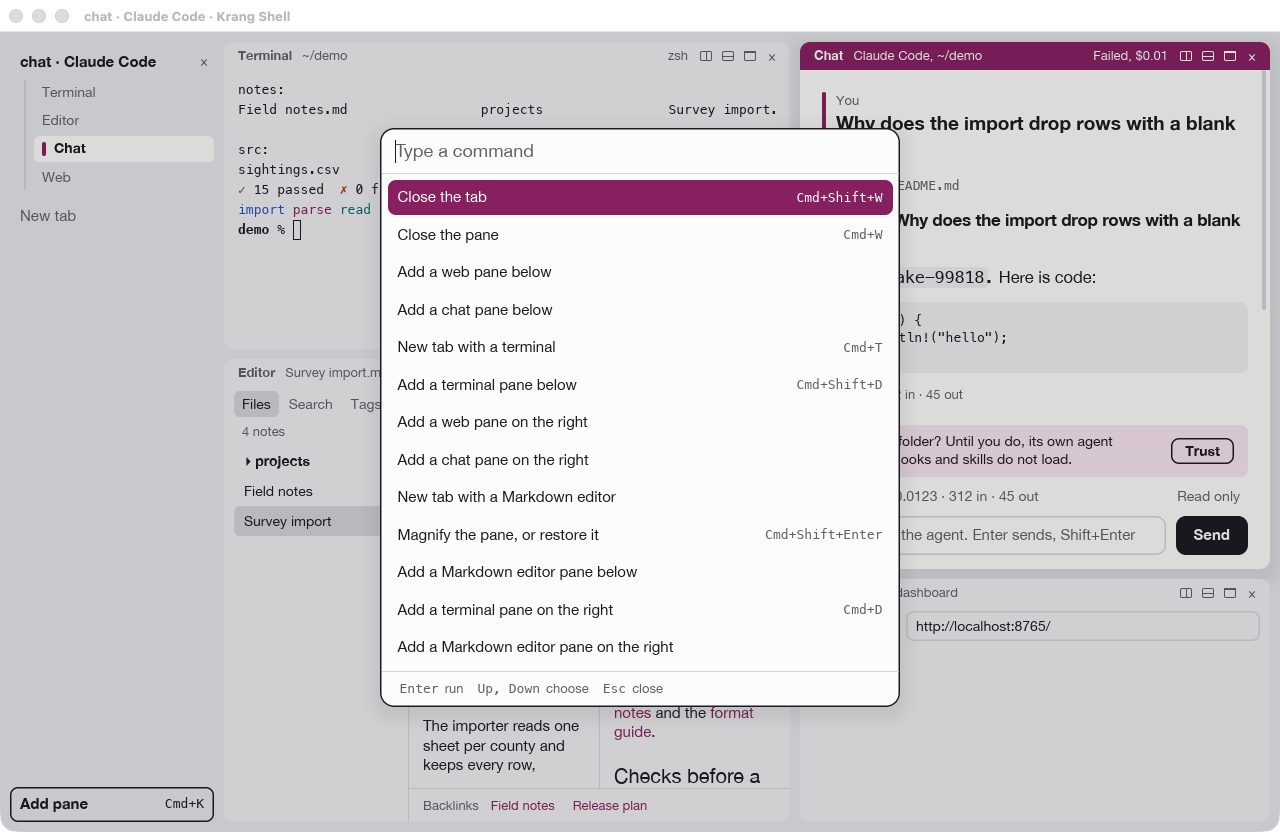 chat · Claude Code · Krang Shell
chat · Claude Code ×
Terminal
Editor
Chat
Web
New tab
Add pane Cmd+K
Terminal ~/demo zsh ×
notes:
Field notes.md projects Survey import.
src:
sightings.csv
✓ 15 passed ✗ 0 f
import parse read
demo %
Editor Survey import.m
Files Search Tags
4 notes
projects
Field notes
Survey import
The importer reads one
sheet per county and
keeps every row,
notes and the format
guide.
Checks before a
Backlinks Field notes Release plan
Type a command
Close the tab Cmd+Shift+W
Close the pane Cmd+W
Add a web pane below
Add a chat pane below
New tab with a terminal Cmd+T
Add a terminal pane below Cmd+Shift+D
Add a web pane on the right
Add a chat pane on the right
New tab with a Markdown editor
Magnify the pane, or restore it Cmd+Shift+Enter
Add a Markdown editor pane below
Add a terminal pane on the right Cmd+D
Add a Markdown editor pane on the right
Enter run Up, Down choose Esc close
Chat Claude Code, ~/demo Failed, $0.01 ×
You
Why does the import drop rows with a blank
EADME.md
Why does the import drop rows with a blank
ake-99818. Here is code:
) {
tln!("hello");
in · 45 out
folder? Until you do, its own agent
ooks and skills do not load.
Trust
.0123 · 312 in · 45 out Read only
the agent. Enter sends, Shift+Enter
Send
dashboard ×
http://localhost:8765/